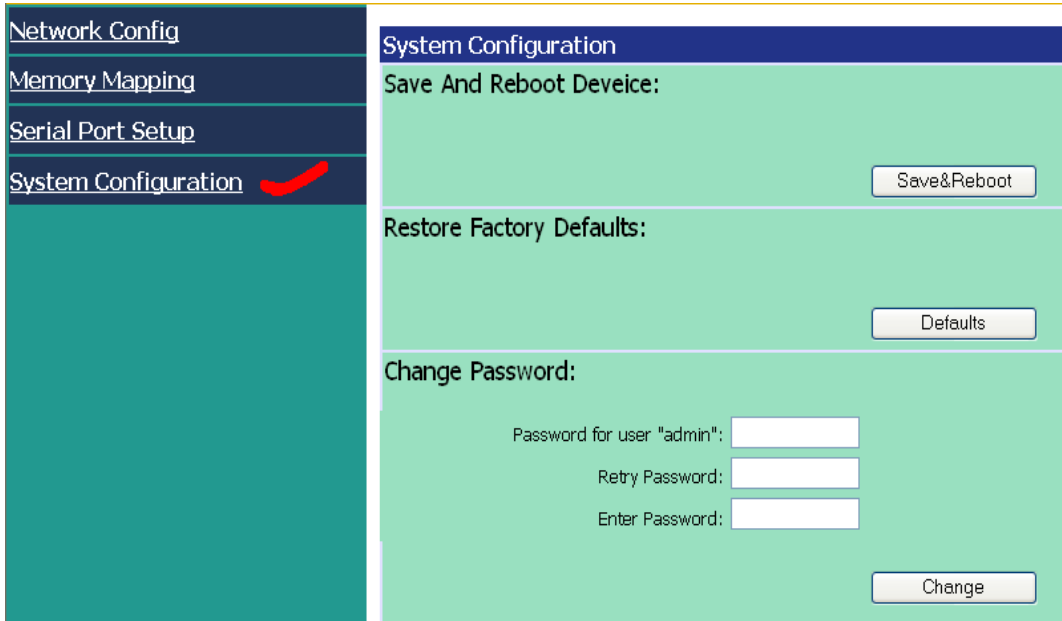 Network Config
Memory Mapping
Serial Port Setup
System Configuration
System Configuration
Save And Reboot Deveice:
Save&Reboot
Restore Factory Defaults:
Defaults
Change Password:
Password for user "admin":
Retry Password:
Enter Password:
Change